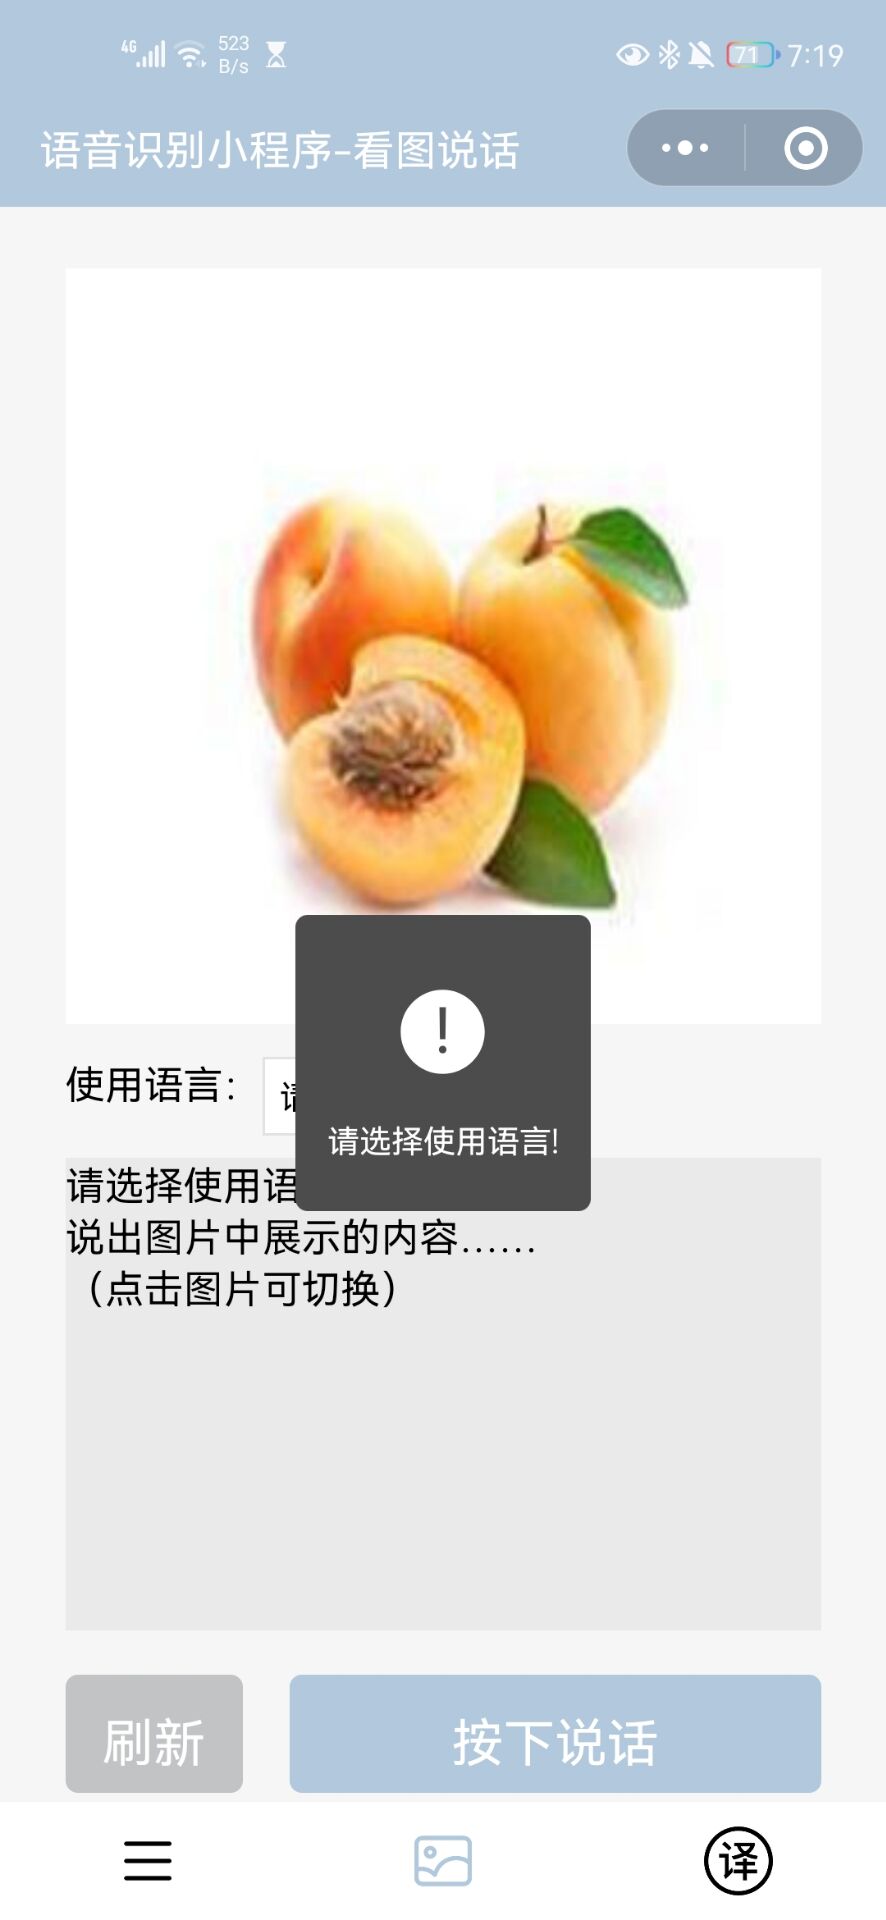 4G 523 B/s 71 7:19
语音识别小程序-看图说话
使用语言：
请选择使用语言!
请选择使用语
说出图片中展示的内容......
（点击图片可切换）
刷新 按下说话
译